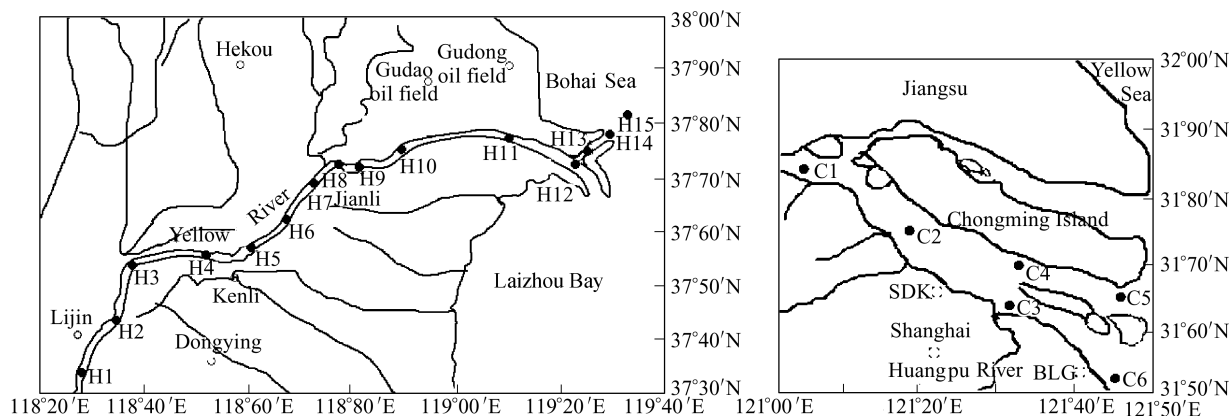 Hekou
Gudong
oil field
Gudao
oil field
Bohai Sea
H15
H14
H13
H12
H11
H10
H9
H8
H7
Jianli
River
H6
Yellow
H5
H4
H3
Kenli
Laizhou Bay
Lijin
H2
Dongying
H1
38°00′N
37°90′N
37°80′N
37°70′N
37°60′N
37°50′N
37°40′N
37°30′N
118°20′E
118°40′E
118°60′E
118°80′E
119°00′E
119°20′E
119°40′E
Jiangsu
Yellow
Sea
C1
Chongming Island
C2
C4
SDK
C3
C5
Shanghai
Huangpu River
BLG
C6
32°00′N
31°90′N
31°80′N
31°70′N
31°60′N
31°50′N
121°00′E
121°20′E
121°40′E
121°50′E